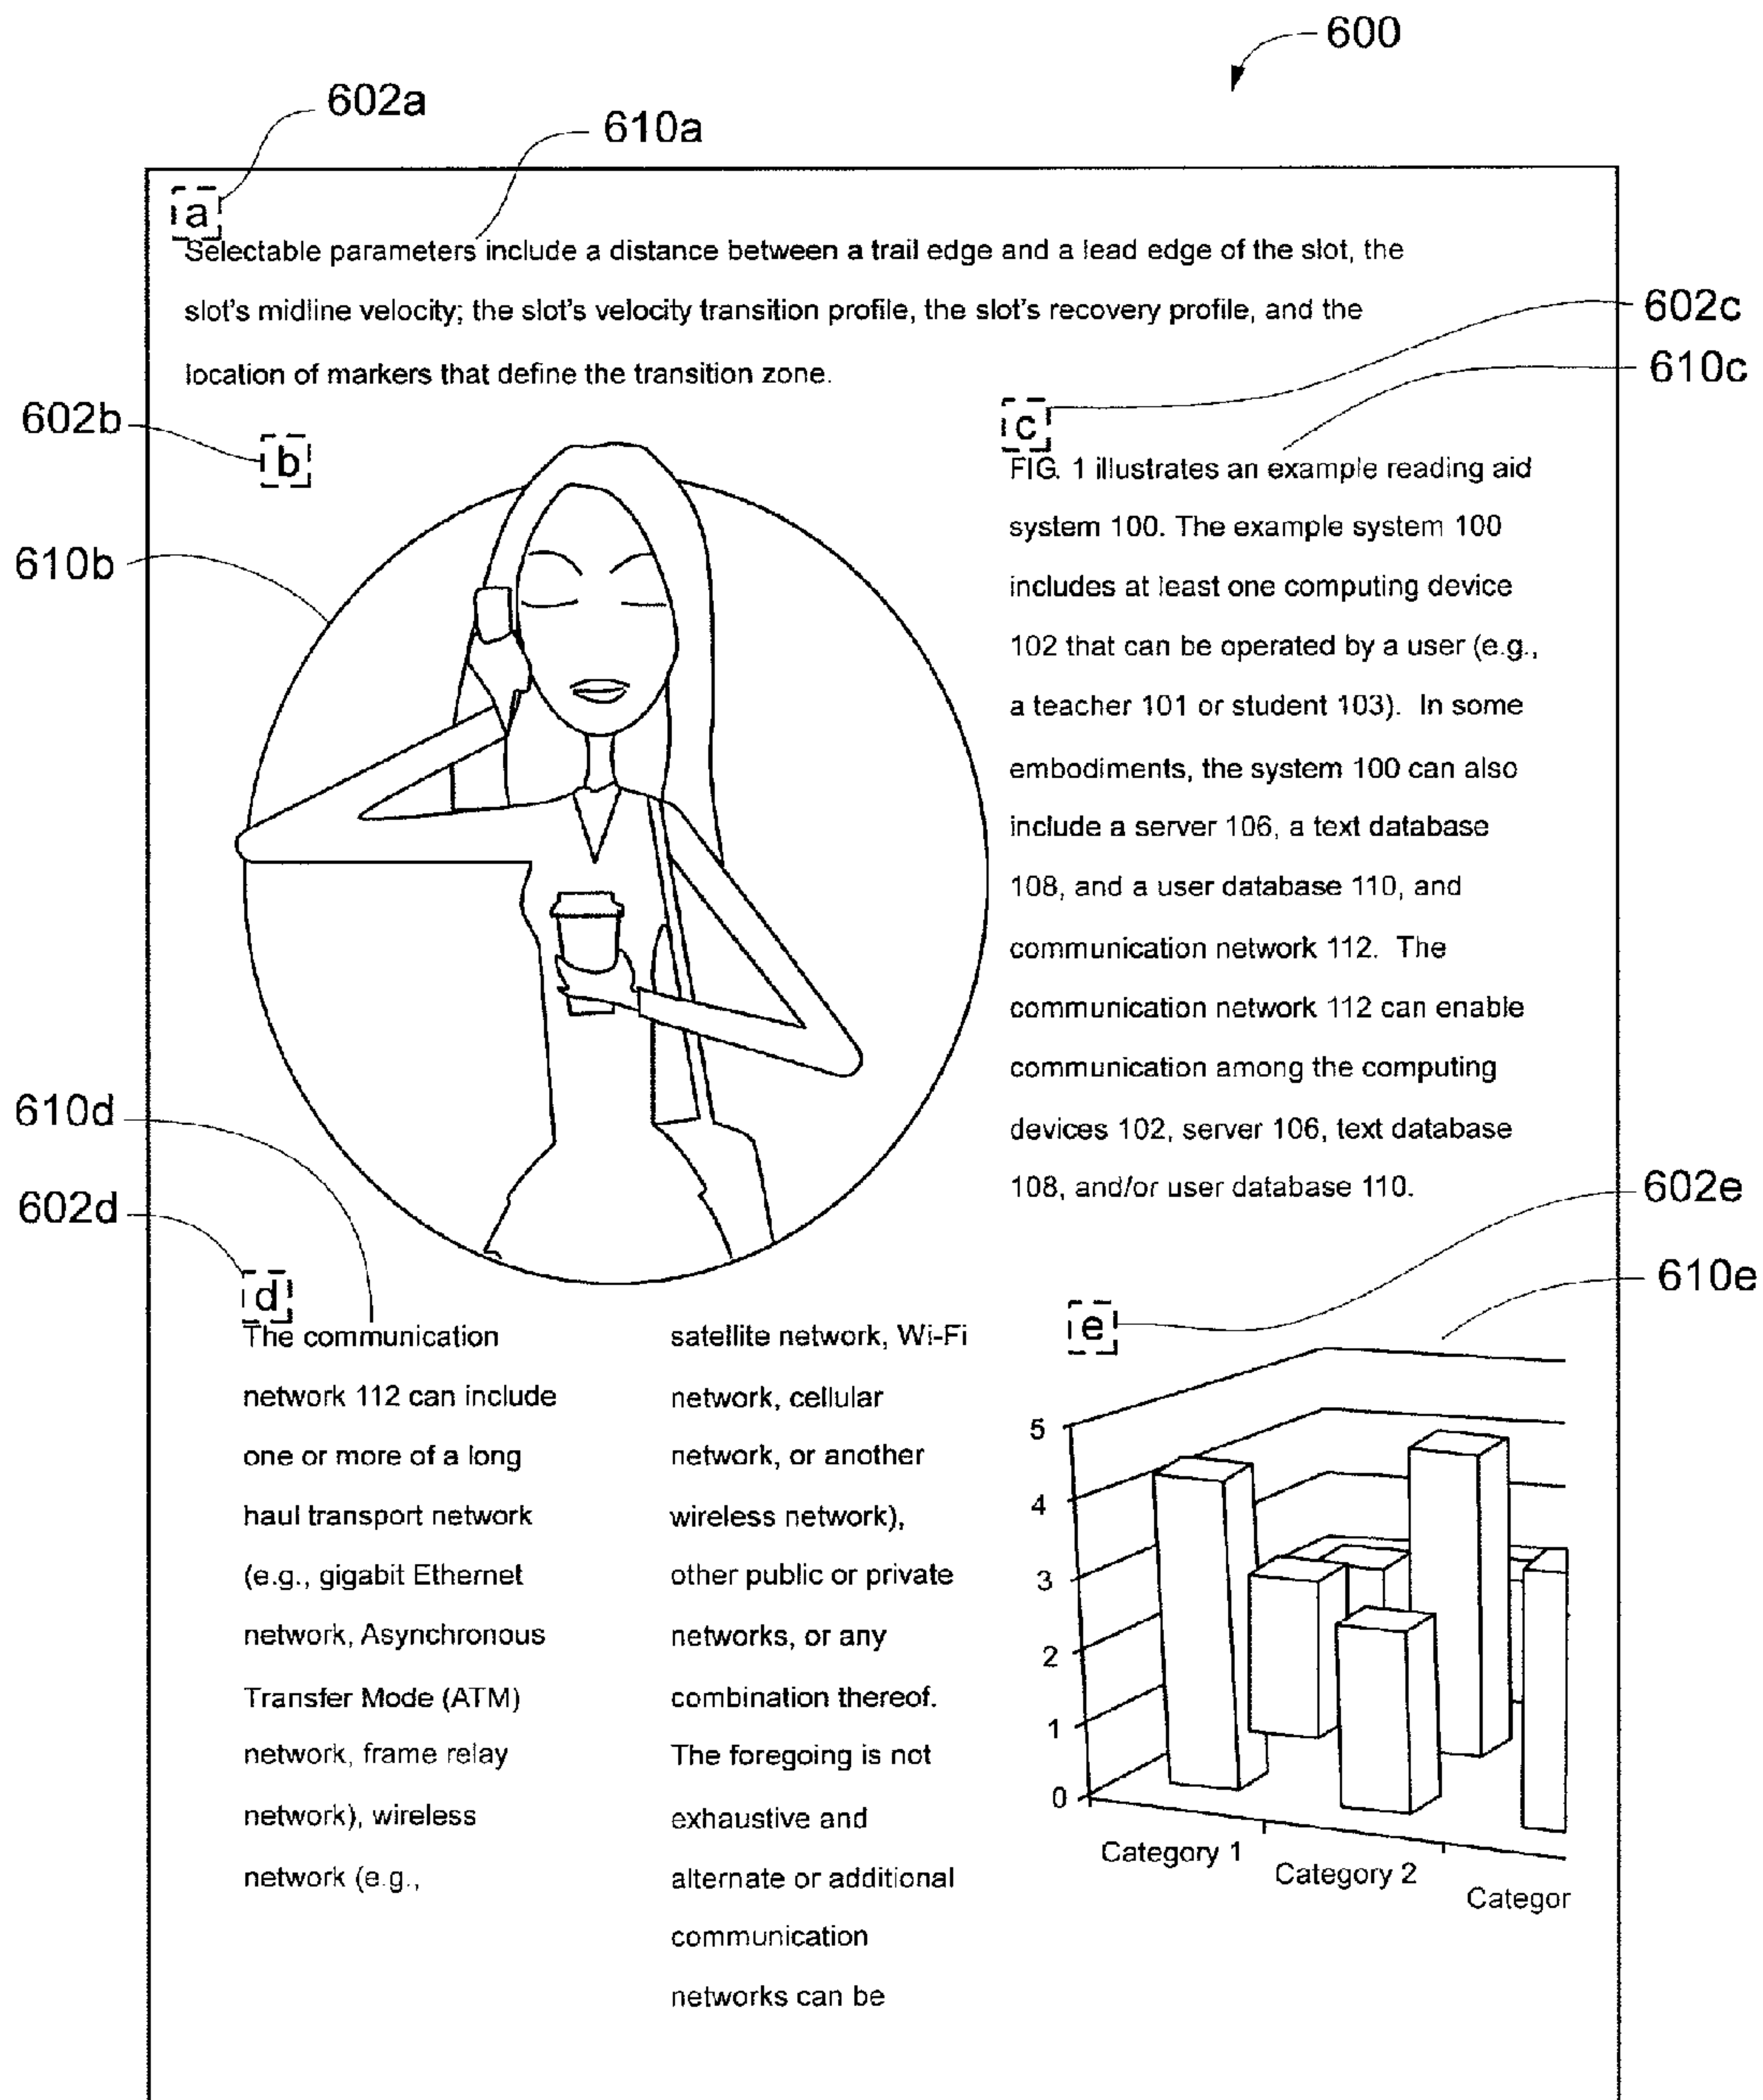 600
602a
610a
a
Selectable parameters include a distance between a trail edge and a lead edge of the slot, the
slot's midline velocity; the slot's velocity transition profile, the slot's recovery profile, and the
location of markers that define the transition zone.
602b
b
610b
602c
610c
c
FIG. 1 illustrates an example reading aid
system 100. The example system 100
includes at least one computing device
102 that can be operated by a user (e.g.,
a teacher 101 or student 103). In some
embodiments, the system 100 can also
include a server 106, a text database
108, and a user database 110, and
communication network 112. The
communication network 112 can enable
communication among the computing
devices 102, server 106, text database
108, and/or user database 110.
610d
602d
d
The communication
network 112 can include
one or more of a long
haul transport network
(e.g., gigabit Ethernet
network, Asynchronous
Transfer Mode (ATM)
network, frame relay
network), wireless
network (e.g.,
satellite network, Wi-Fi
network, cellular
network, or another
wireless network),
other public or private
networks, or any
combination thereof.
The foregoing is not
exhaustive and
alternate or additional
communication
networks can be
602e
610e
e
5
4
3
2
1
0
Category 1
Category 2
Categor